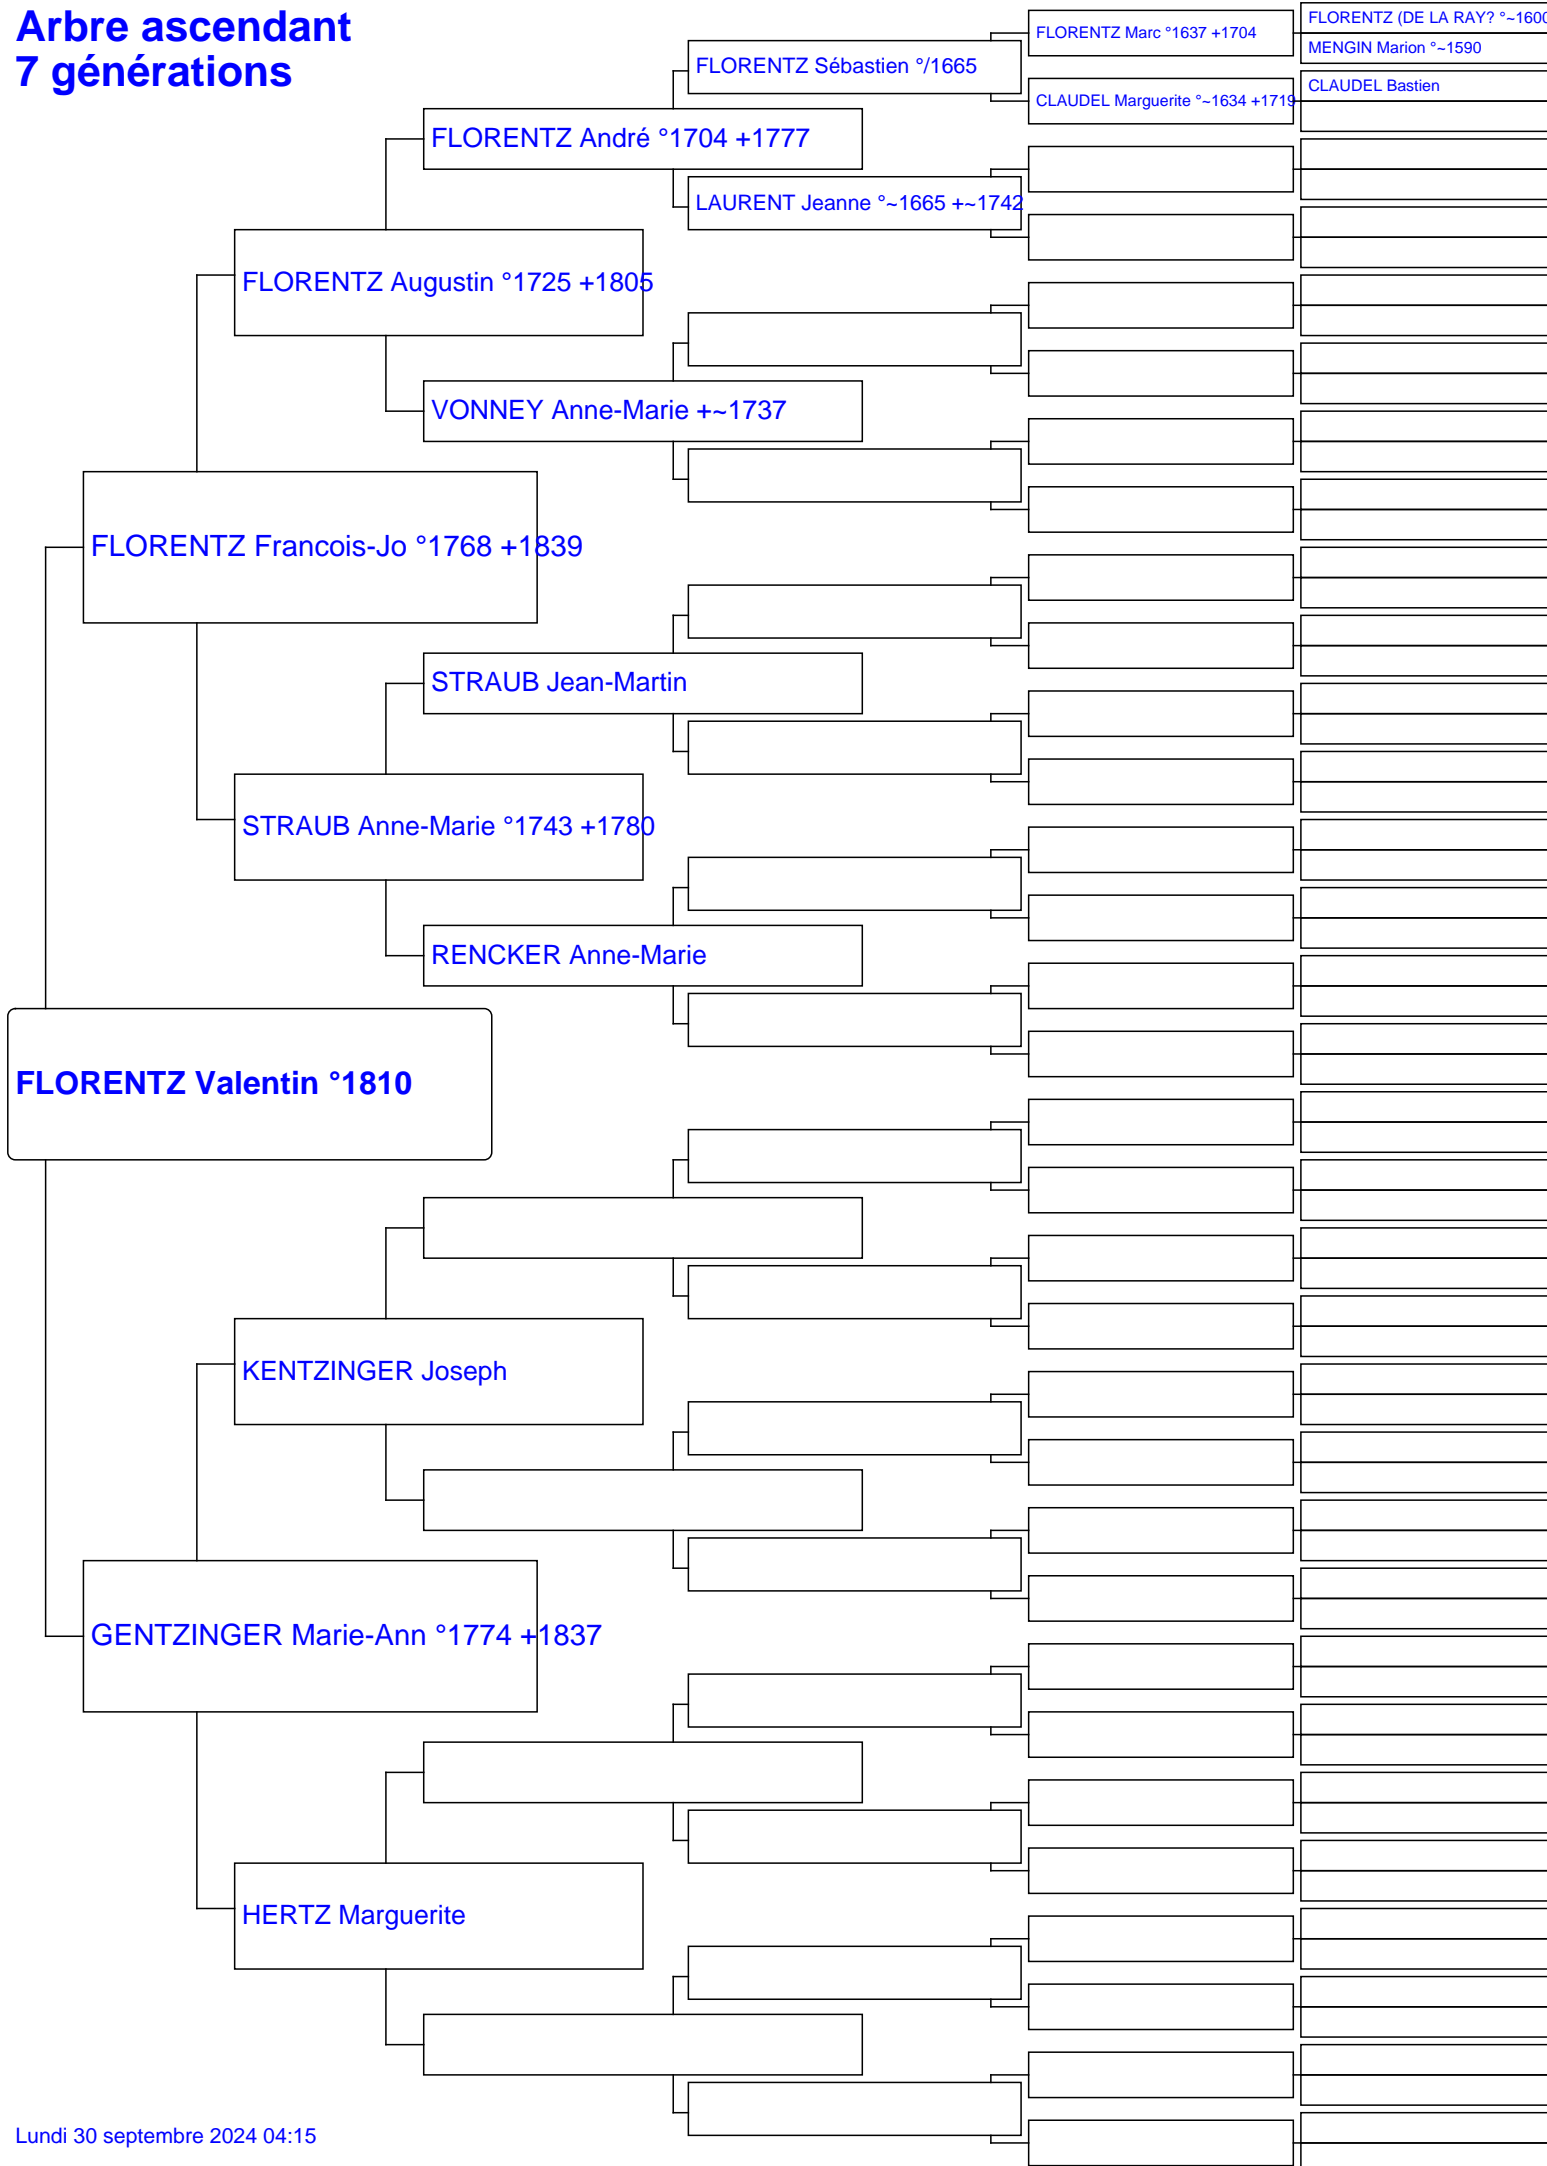 Arbre ascendant
7 générations
FLORENTZ Marc °1637 +1704
FLORENTZ (DE LA RAY? °~1600
MENGIN Marion °~1590
FLORENTZ Sébastien °/1665
CLAUDEL Bastien
CLAUDEL Marguerite °~1634 +1719
FLORENTZ André °1704 +1777
LAURENT Jeanne °~1665 +~1742
FLORENTZ Augustin °1725 +1805
VONNEY Anne-Marie +~1737
FLORENTZ Francois-Jo °1768 +1839
STRAUB Jean-Martin
STRAUB Anne-Marie °1743 +1780
RENCKER Anne-Marie
FLORENTZ Valentin °1810
KENTZINGER Joseph
GENTZINGER Marie-Ann °1774 +1837
HERTZ Marguerite
Lundi 30 septembre 2024 04:15